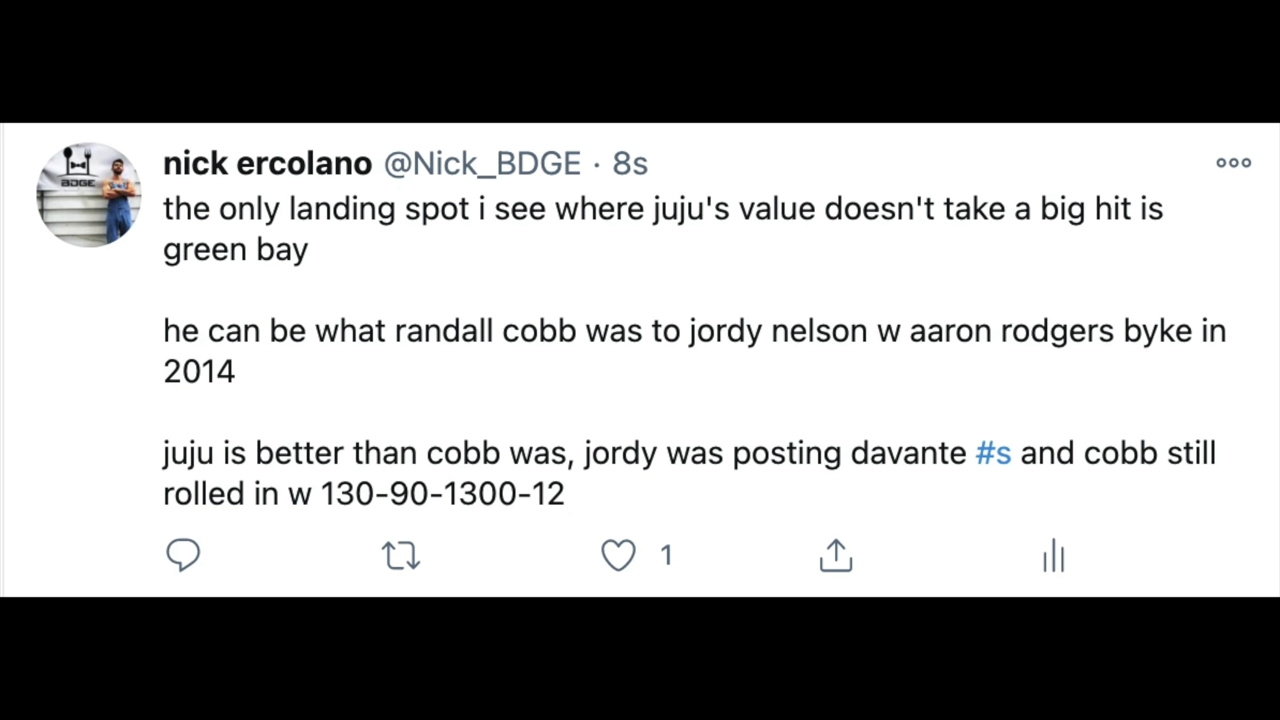 BDGE
nick ercolano @Nick_BDGE · 8s
the only landing spot i see where juju's value doesn't take a big hit is
green bay
he can be what randall cobb was to jordy nelson w aaron rodgers byke in
2014
juju is better than cobb was, jordy was posting davante #s and cobb still
rolled in w 130-90-1300-12
1